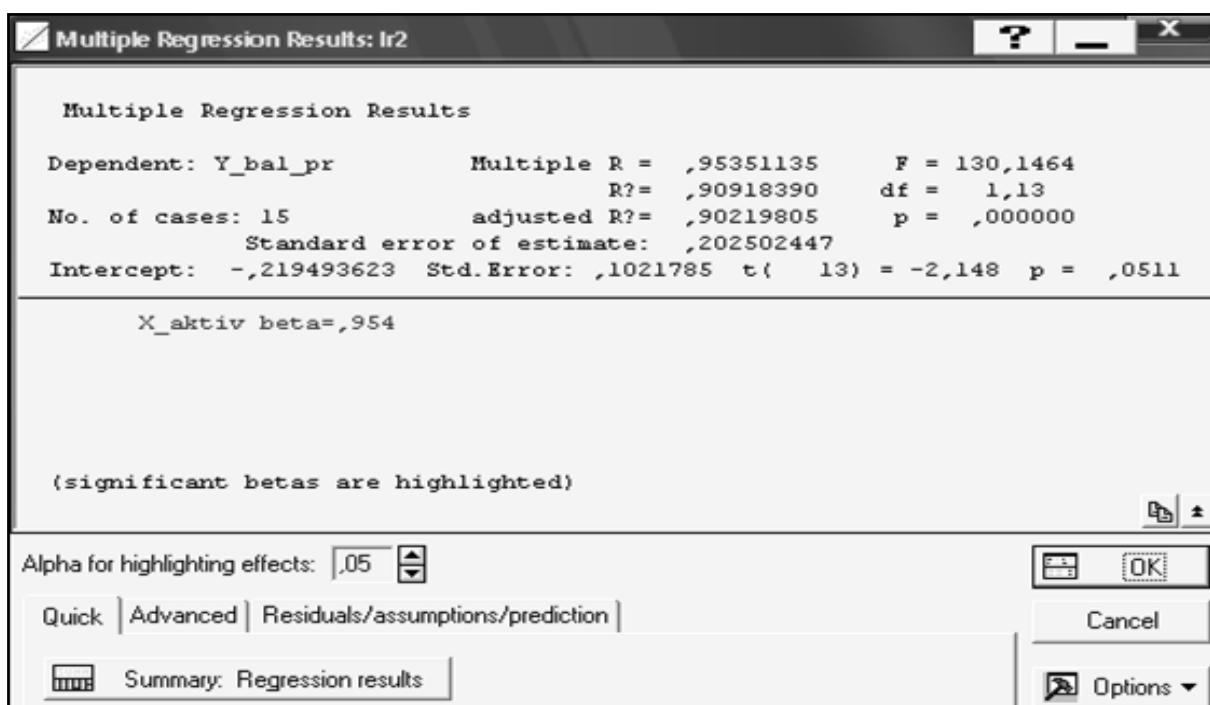 Multiple Regression Results: lr2
Multiple Regression Results
Dependent: Y_bal_pr Multiple R = ,95351135 F = 130,1464
R?= ,90918390 df = 1,13
No. of cases: 15 adjusted R?= ,90219805 p = ,000000
Standard error of estimate: ,202502447
Intercept: -,219493623 Std.Error: ,1021785 t( 13) = -2,148 p = ,0511
X_aktiv beta=,954
(significant betas are highlighted)
Alpha for highlighting effects: ,05
OK
Quick Advanced Residuals/assumptions/prediction
Cancel
Summary: Regression results
Options